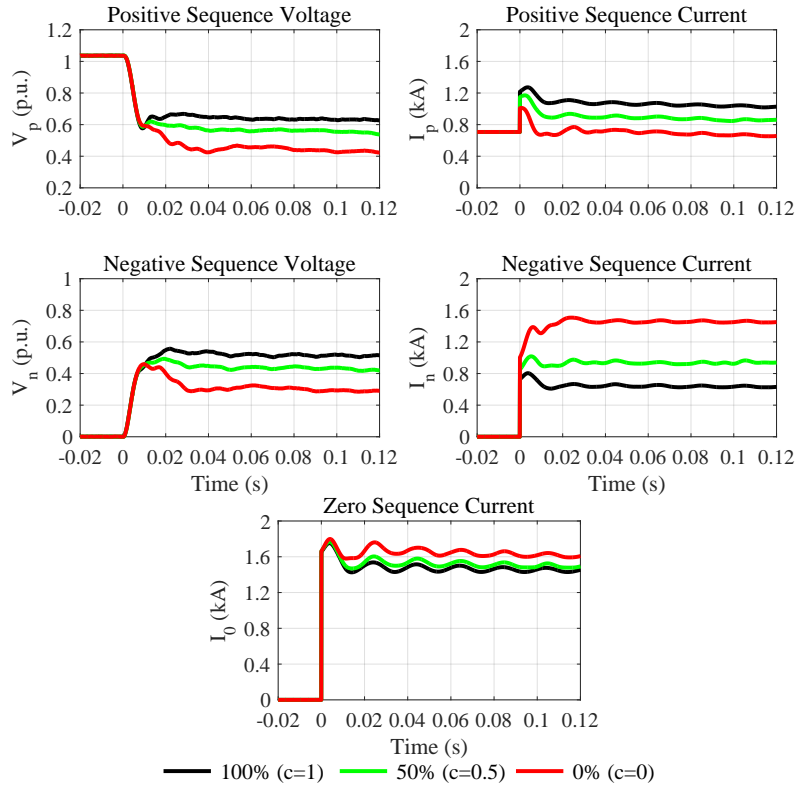 Positive Sequence Voltage
V_p (p.u.)
1.2
1
0.8
0.6
0.4
0.2
-0.02 0 0.02 0.04 0.06 0.08 0.1 0.12
Positive Sequence Current
I_p (kA)
2
1.6
1.2
0.8
0.4
0
-0.02 0 0.02 0.04 0.06 0.08 0.1 0.12
Negative Sequence Voltage
V_n (p.u.)
1
0.8
0.6
0.4
0.2
0
-0.02 0 0.02 0.04 0.06 0.08 0.1 0.12
Time (s)
Negative Sequence Current
I_n (kA)
2
1.6
1.2
0.8
0.4
0
-0.02 0 0.02 0.04 0.06 0.08 0.1 0.12
Time (s)
Zero Sequence Current
I_0 (kA)
2
1.6
1.2
0.8
0.4
0
-0.02 0 0.02 0.04 0.06 0.08 0.1 0.12
Time (s)
100% (c=1) 50% (c=0.5) 0% (c=0)